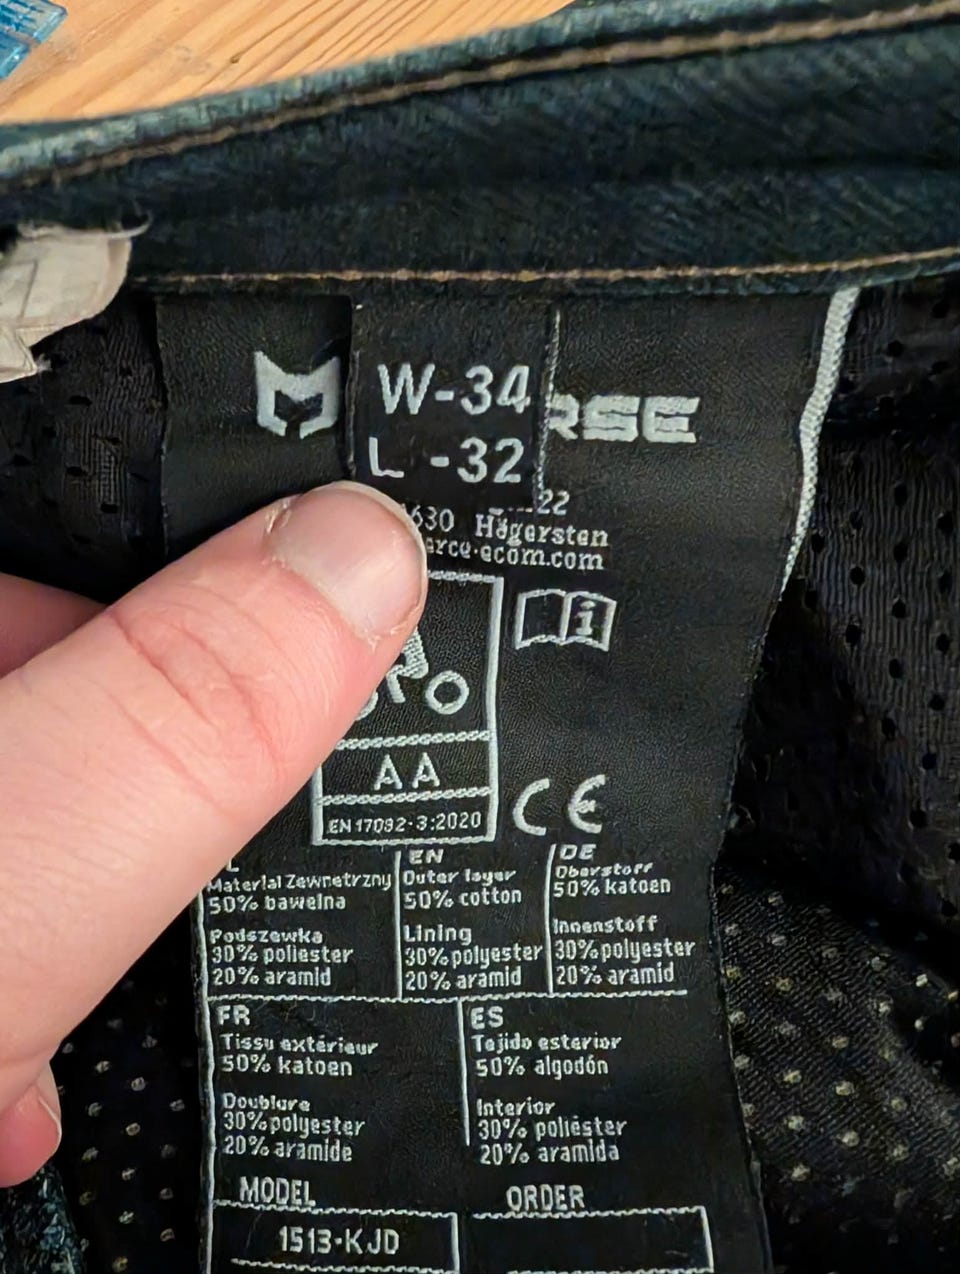 W-34
L -32
RSE
22
630 Hägersten
arce-ecom.com
i
AA
EN 17092-3:2020
CE
EN
DE
Materlal Zewnętrzny
50% bawełna
Outer layer
50% cotton
Oberstoff
50% katoen
Podszewka
30% poliester
20% aramid
Lining
30% polyester
20% aramid
Innenstoff
30% polyester
20% aramid
FR
ES
Tissu extérieur
50% katoen
Tejido esterior
50% algodón
Doublure
30% polyester
20% aramide
Interior
30% poliéster
20% aramida
MODEL
ORDER
1513-KJD